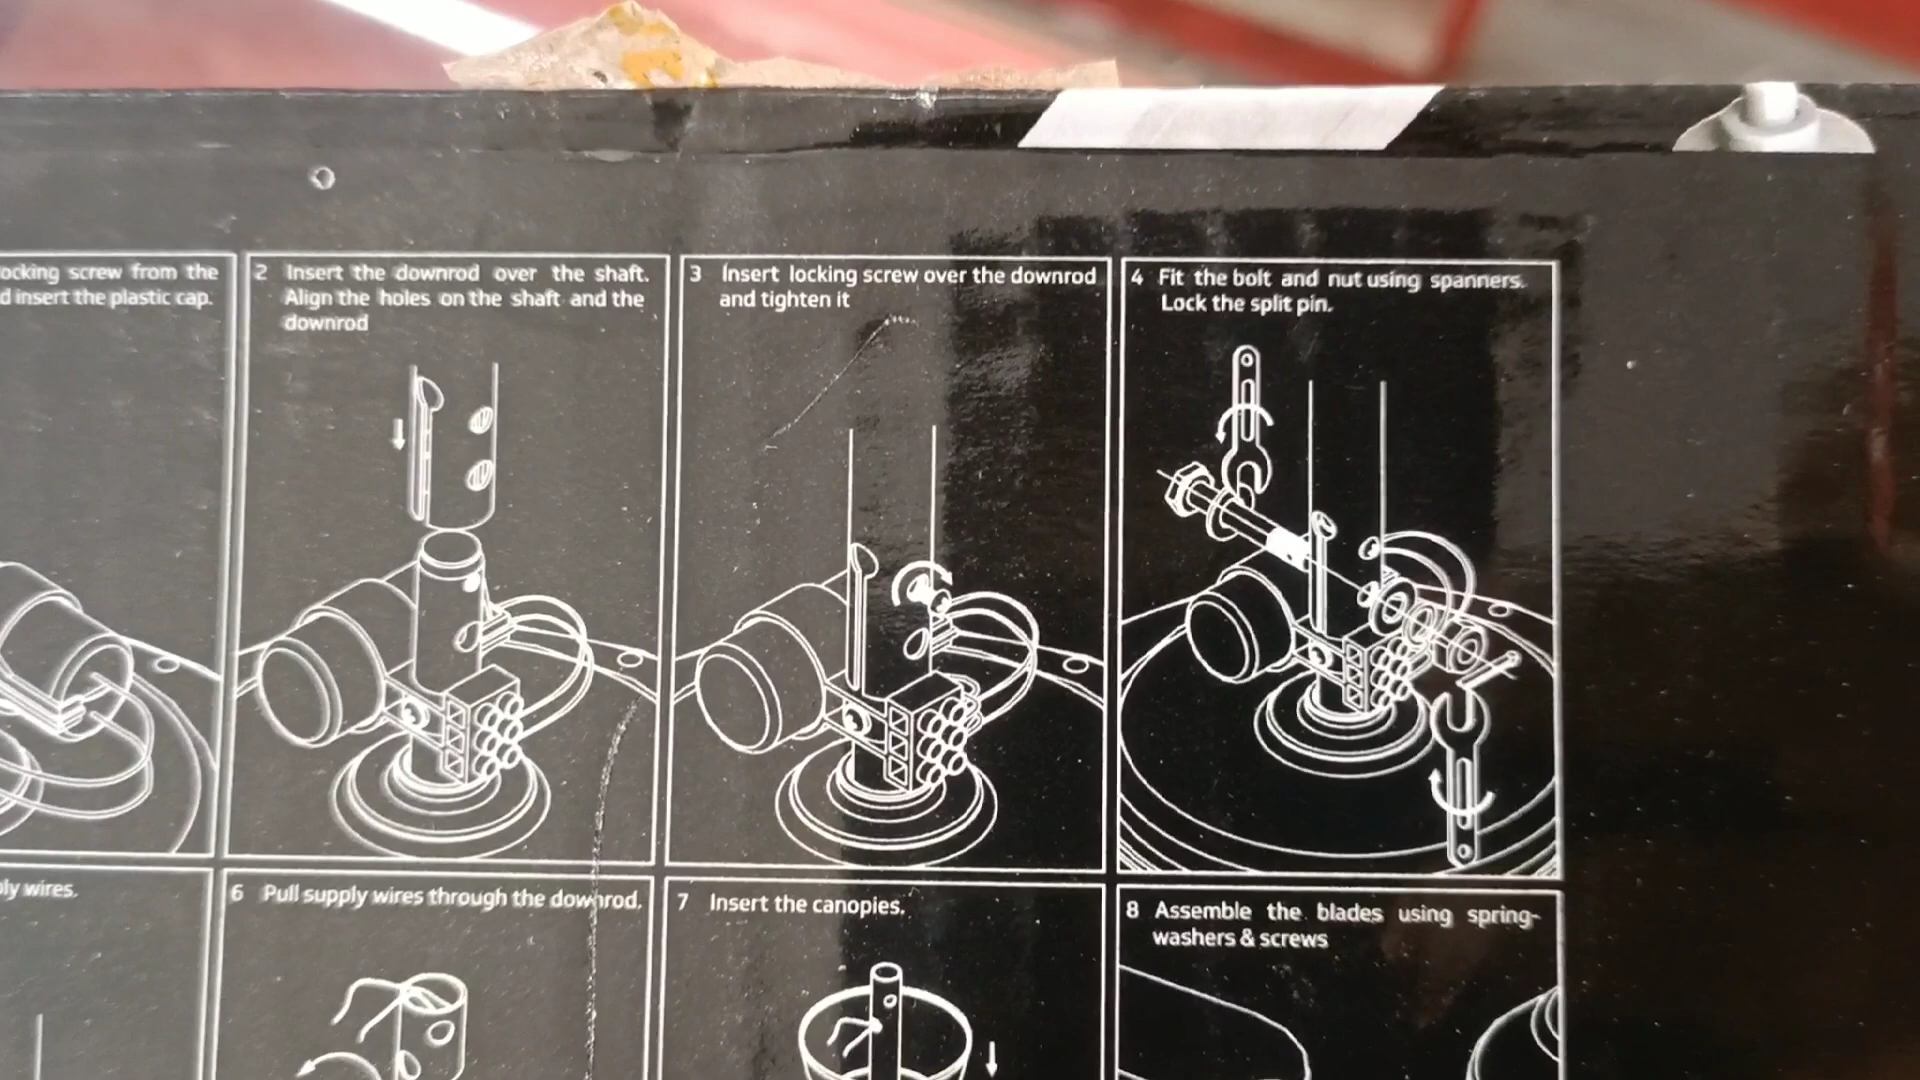 ocking screw from the
d insert the plastic cap.
2 Insert the downrod over the shaft.
Align the holes on the shaft and the
downrod
3 Insert locking screw over the downrod
and tighten it
4 Fit the bolt and nut using spanners.
Lock the split pin.
ly wires.
6 Pull supply wires through the downrod.
7 Insert the canopies.
8 Assemble the blades using spring-
washers & screws